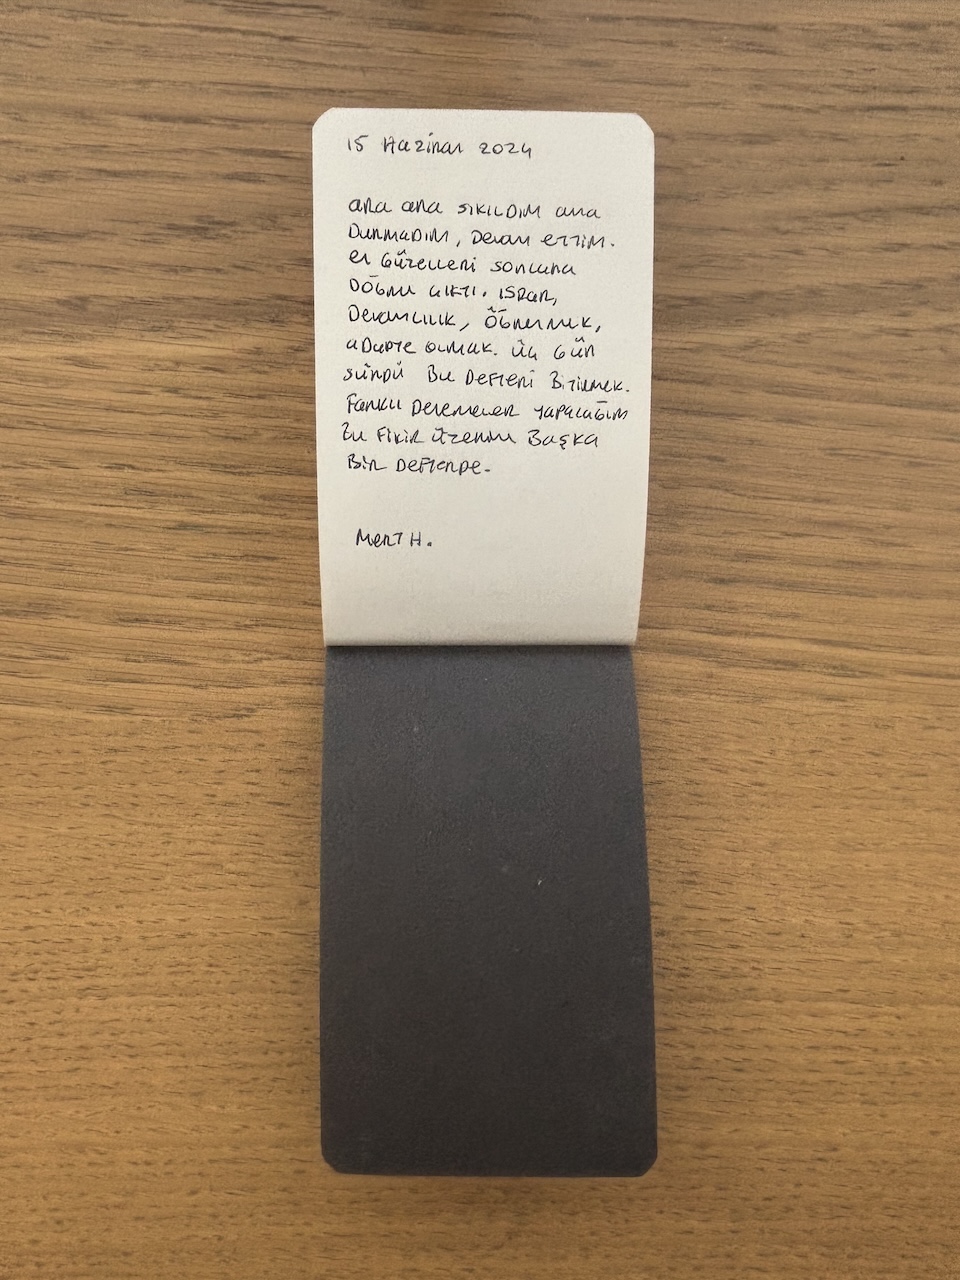 15 Haziran 2024
ara ara sıkıldım ama
durmadım, devam ettim.
en güzelleri sonlara
doğru çıktı. ısrar,
devamlılık, öğrenmek,
adapte olmak. üç gün
sürdü bu defteri bitirmek.
farklı denemeler yapacağım
bu fikir üzerine başka
bir defterde.
Mert H.